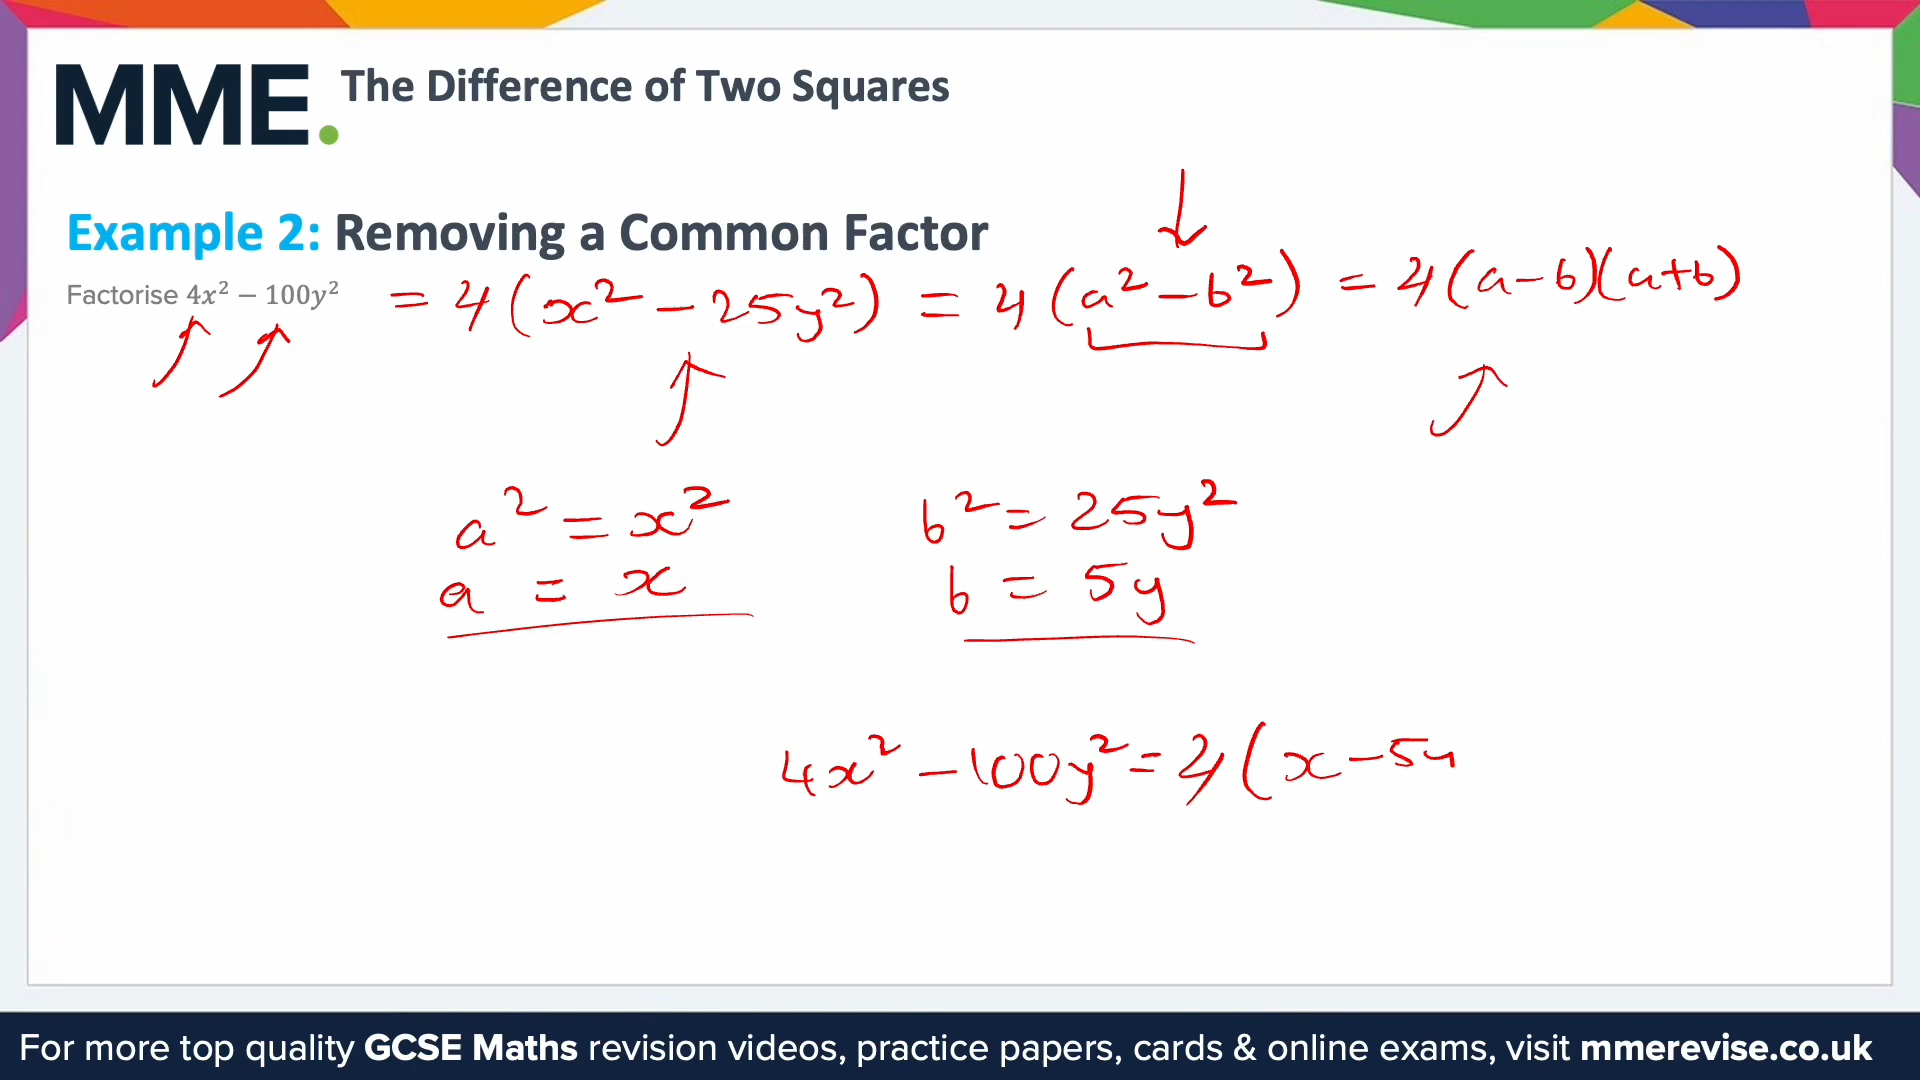 MME. The Difference of Two Squares
Example 2: Removing a Common Factor
Factorise 4x² − 100y² = 4(x² − 25y²) = 4(a² − b²) = 4(a−b)(a+b)
a² = x² b² = 25y²
a = x b = 5y
4x² − 100y² = 4(x − 5y
For more top quality GCSE Maths revision videos, practice papers, cards & online exams, visit mmerevise.co.uk